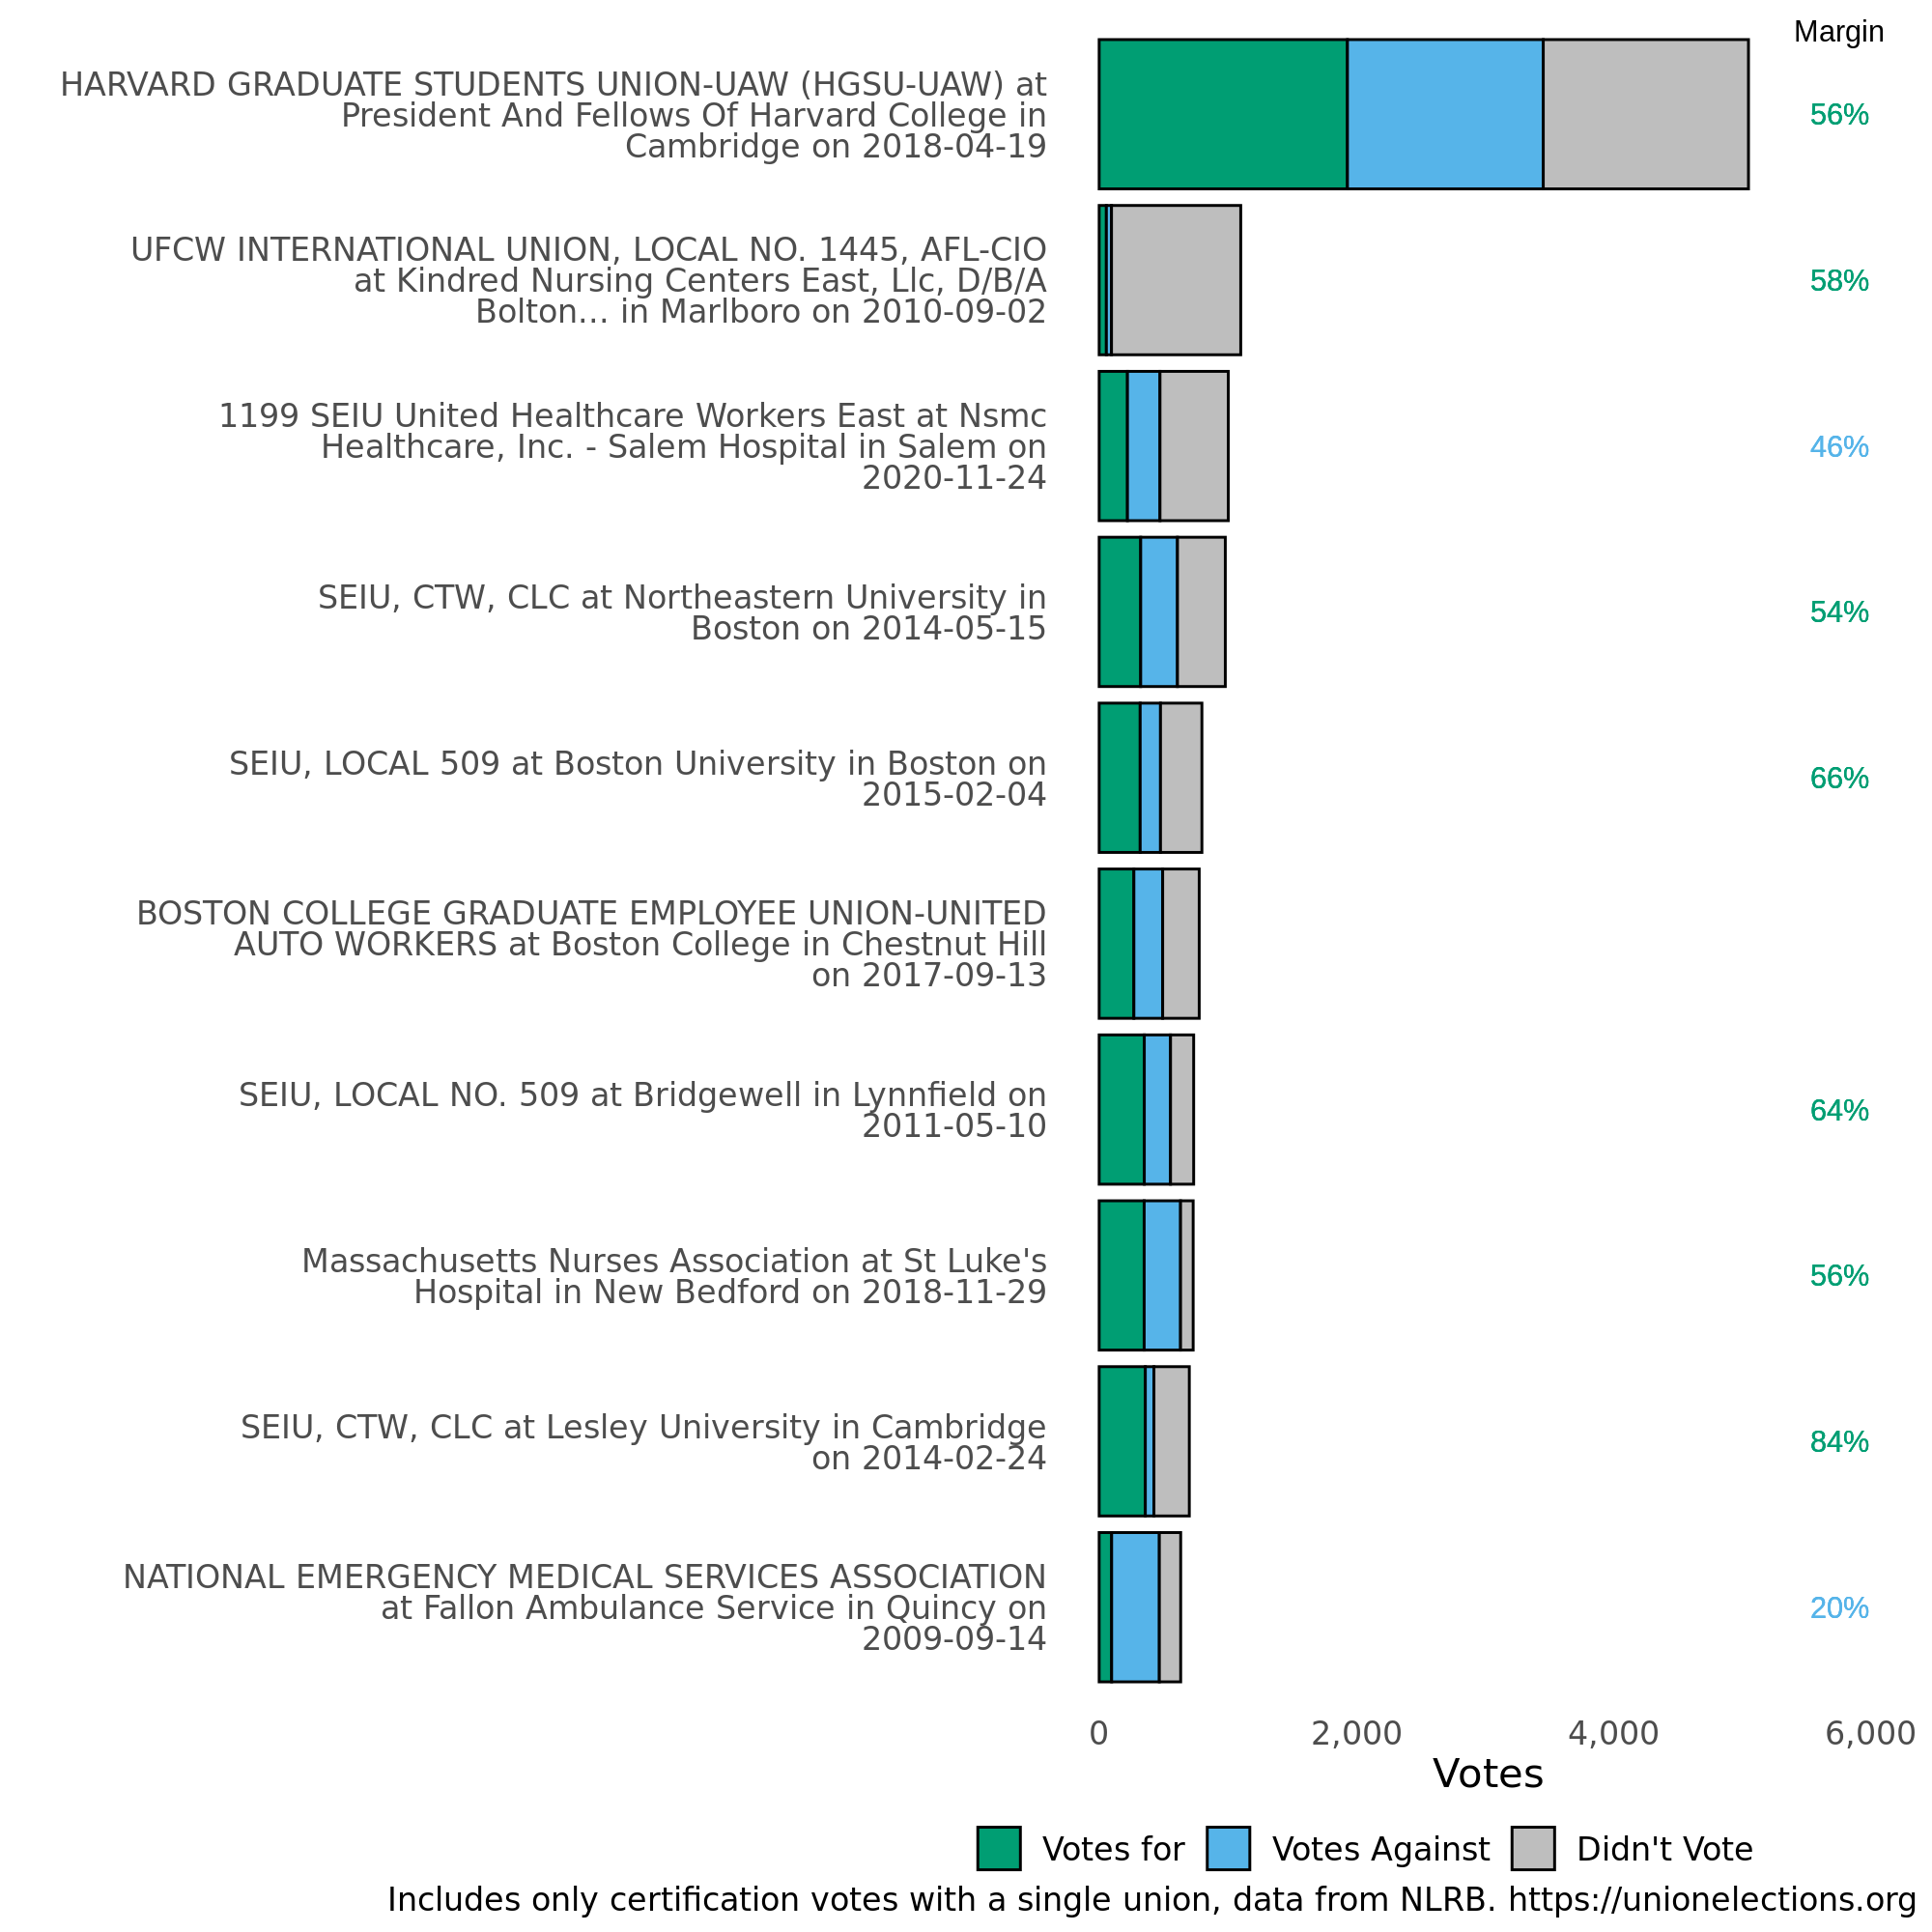 Margin
HARVARD GRADUATE STUDENTS UNION-UAW (HGSU-UAW) at
President And Fellows Of Harvard College in
Cambridge on 2018-04-19
56%
UFCW INTERNATIONAL UNION, LOCAL NO. 1445, AFL-CIO
at Kindred Nursing Centers East, Llc, D/B/A
Bolton... in Marlboro on 2010-09-02
58%
1199 SEIU United Healthcare Workers East at Nsmc
Healthcare, Inc. - Salem Hospital in Salem on
2020-11-24
46%
SEIU, CTW, CLC at Northeastern University in
Boston on 2014-05-15
54%
SEIU, LOCAL 509 at Boston University in Boston on
2015-02-04
66%
BOSTON COLLEGE GRADUATE EMPLOYEE UNION-UNITED
AUTO WORKERS at Boston College in Chestnut Hill
on 2017-09-13
SEIU, LOCAL NO. 509 at Bridgewell in Lynnfield on
2011-05-10
64%
Massachusetts Nurses Association at St Luke's
Hospital in New Bedford on 2018-11-29
56%
SEIU, CTW, CLC at Lesley University in Cambridge
on 2014-02-24
84%
NATIONAL EMERGENCY MEDICAL SERVICES ASSOCIATION
at Fallon Ambulance Service in Quincy on
2009-09-14
20%
0 2,000 4,000 6,000
Votes
Votes for Votes Against Didn't Vote
Includes only certification votes with a single union, data from NLRB. https://unionelections.org